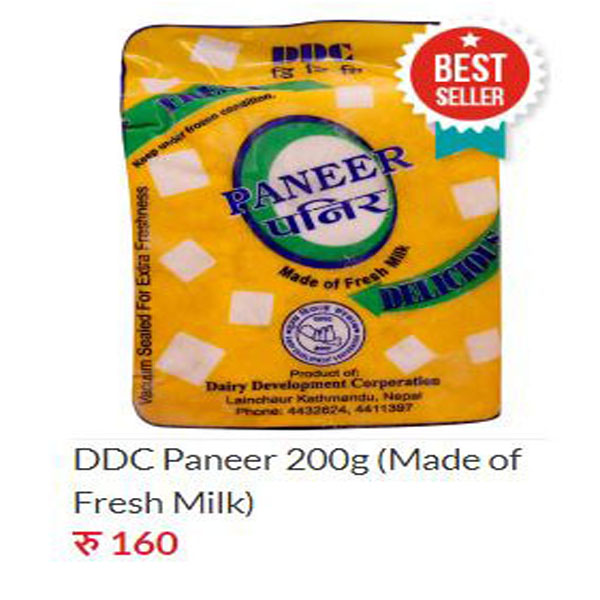 DDC
डि डि सि
Keep under frozen condition.
BEST
SELLER
PANEER
पनिर
Made of Fresh Milk
DELICIOUS
Vacuum Sealed For Extra Freshness
Product of:
Dairy Development Corporation
Lainchaur Kathmandu, Nepal
Phone: 4432624, 4411397
DDC Paneer 200g (Made of
Fresh Milk)
रु 160